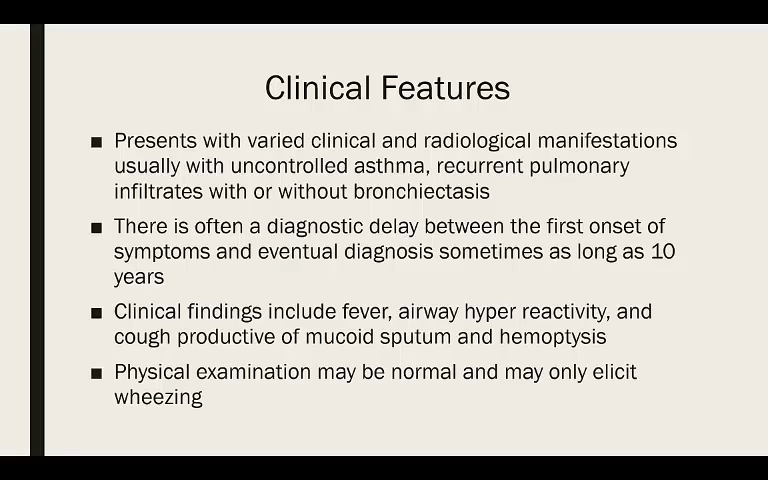 Clinical Features
■ Presents with varied clinical and radiological manifestations
usually with uncontrolled asthma, recurrent pulmonary
infiltrates with or without bronchiectasis
■ There is often a diagnostic delay between the first onset of
symptoms and eventual diagnosis sometimes as long as 10
years
■ Clinical findings include fever, airway hyper reactivity, and
cough productive of mucoid sputum and hemoptysis
■ Physical examination may be normal and may only elicit
wheezing